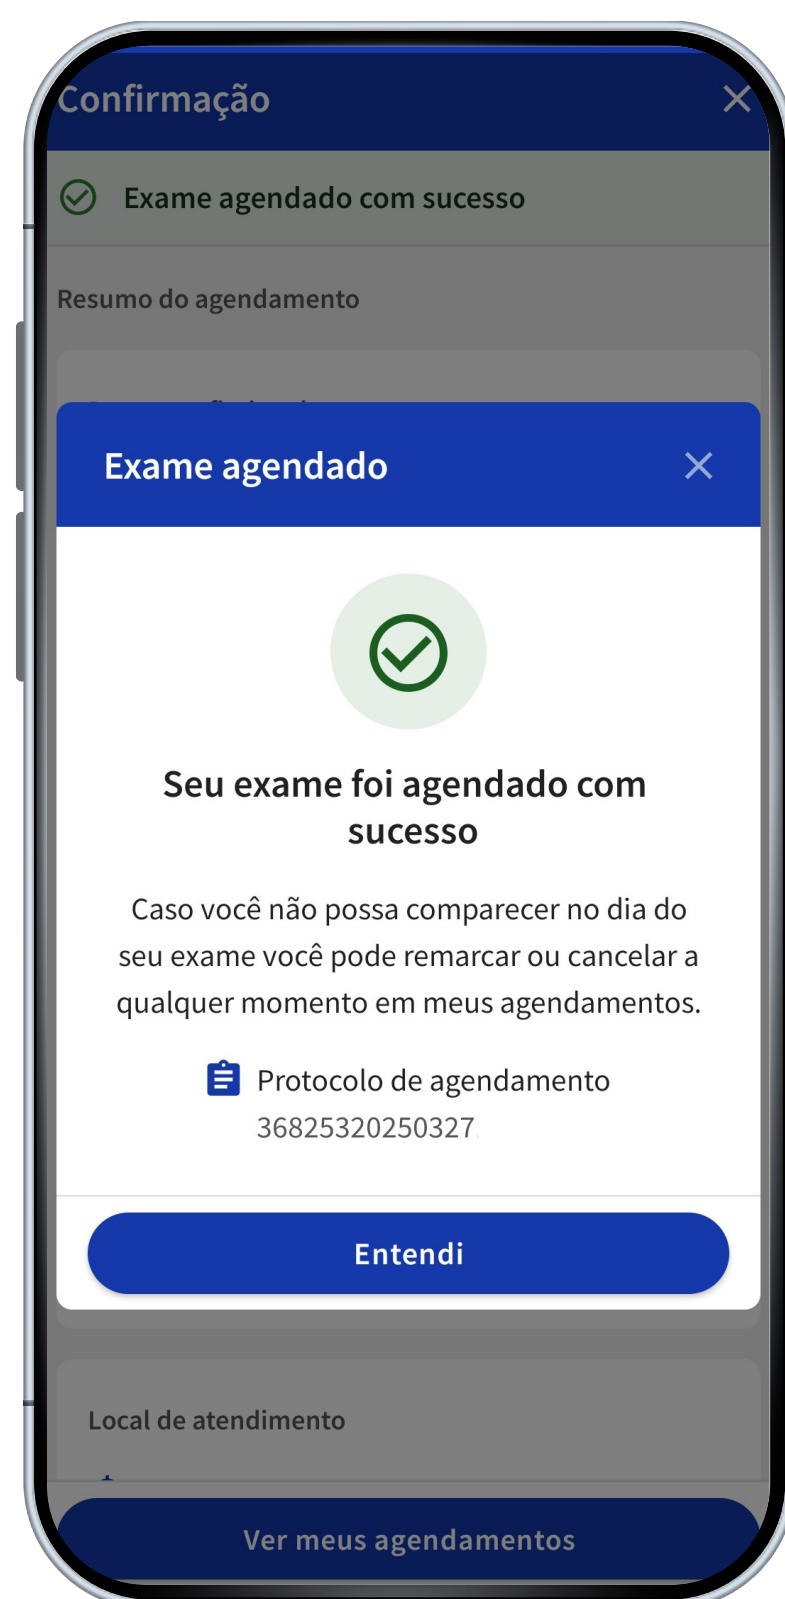 Confirmação
Exame agendado com sucesso
Resumo do agendamento
Exame agendado
Seu exame foi agendado com
sucesso
Caso você não possa comparecer no dia do
seu exame você pode remarcar ou cancelar a
qualquer momento em meus agendamentos.
Protocolo de agendamento
36825320250327
Entendi
Local de atendimento
Ver meus agendamentos